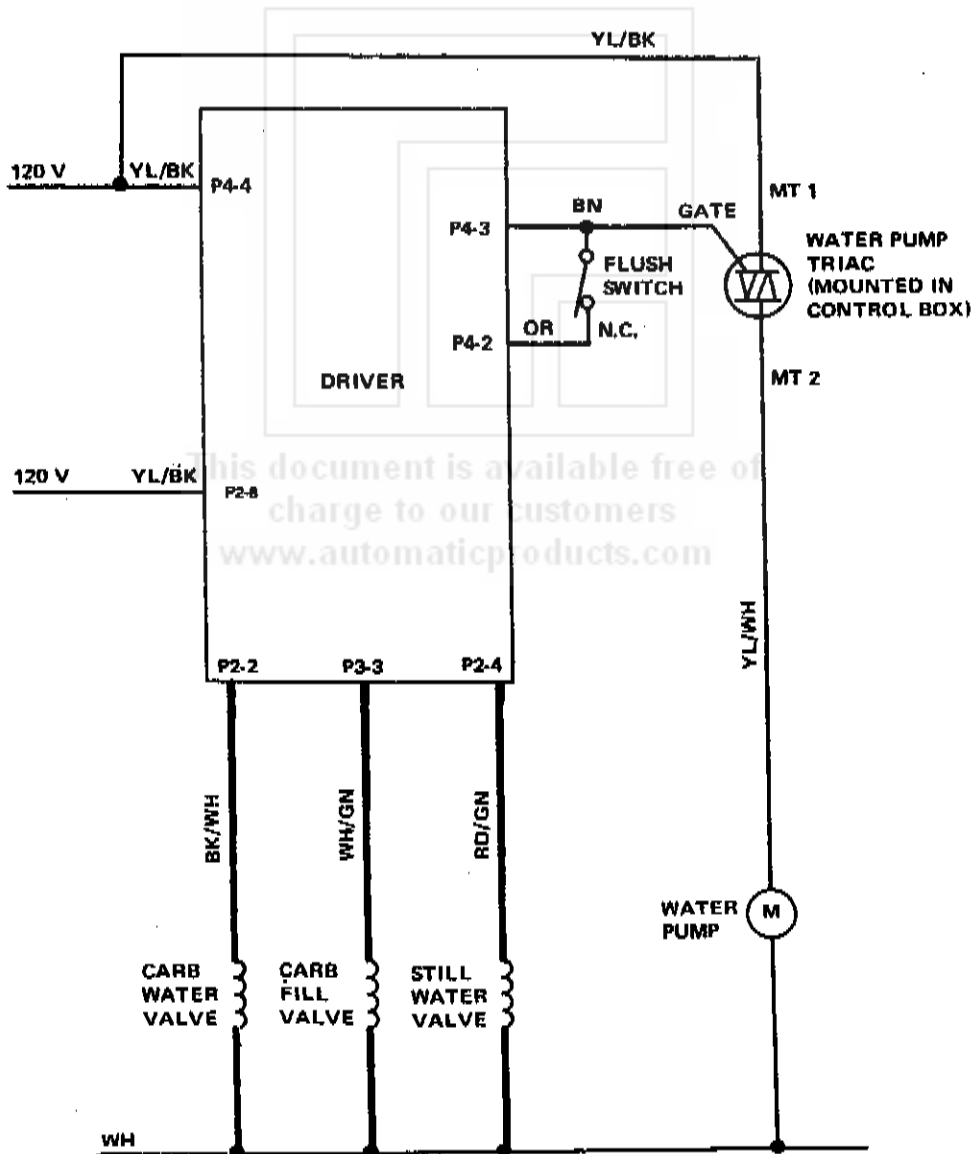 YL/BK
120 V YL/BK
P4-4
MT 1
BN
GATE
P4-3
WATER PUMP
TRIAC
(MOUNTED IN
CONTROL BOX)
FLUSH
SWITCH
OR
N.C.
P4-2
DRIVER
MT 2
This document is available free of
charge to our customers
www.automaticproducts.com
120 V YL/BK
P2-8
YL/WH
P2-2
P3-3
P2-4
BK/WH
WH/GN
RD/GN
WATER
PUMP
M
CARB
WATER
VALVE
CARB
FILL
VALVE
STILL
WATER
VALVE
WH